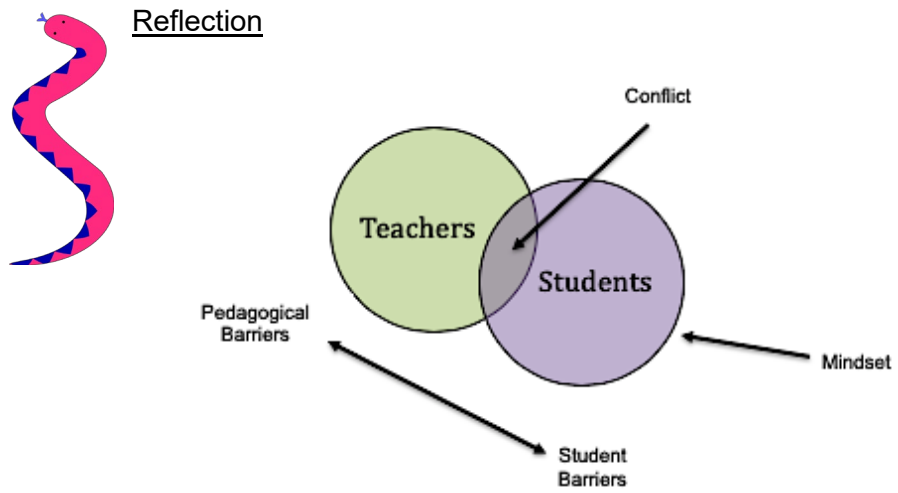 Reflection
Conflict
Teachers
Students
Pedagogical
Barriers
Mindset
Student
Barriers